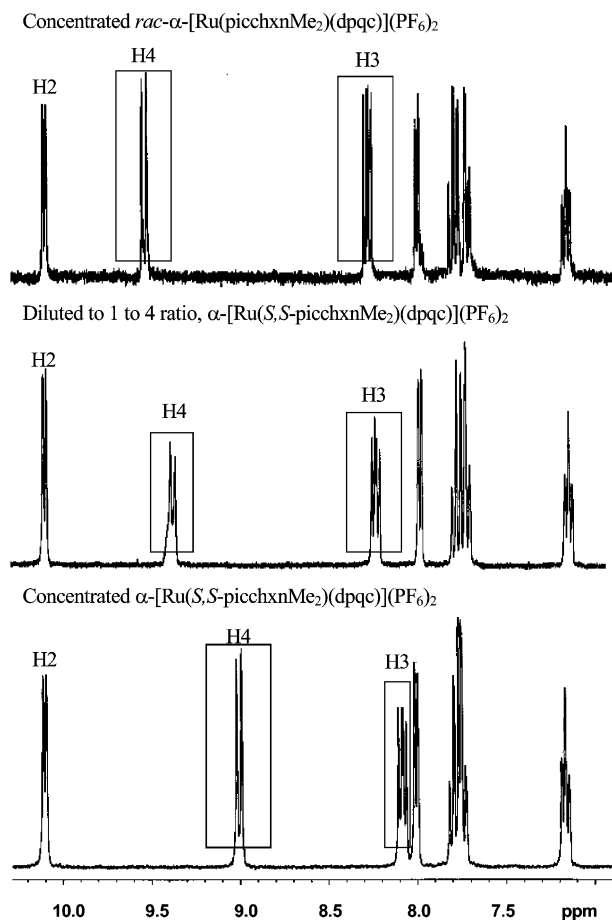 Concentrated rac-α-[Ru(picchxnMe₂)(dpqc)](PF₆)₂
H4
H3
H2
Diluted to 1 to 4 ratio, α-[Ru(S,S-picchxnMe₂)(dpqc)](PF₆)₂
H2
H3
H4
Concentrated α-[Ru(S,S-picchxnMe₂)(dpqc)](PF₆)₂
H4
H2
H3
10.0 9.5 9.0 8.5 8.0 7.5 ppm